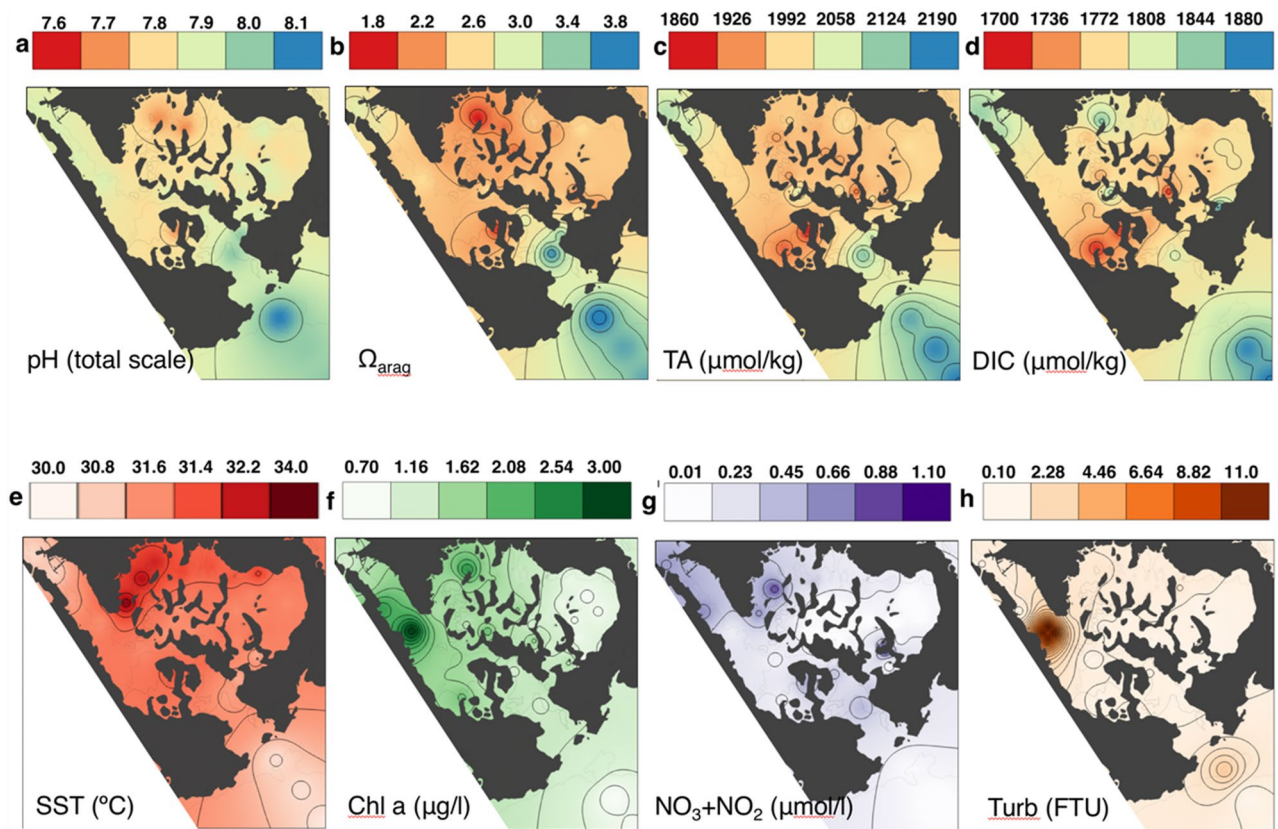 7.6 7.7 7.8 7.9 8.0 8.1
a
1.8 2.2 2.6 3.0 3.4 3.8
b
1860 1926 1992 2058 2124 2190
c
1700 1736 1772 1808 1844 1880
d
pH (total scale)
Ωarag
TA (µmol/kg)
DIC (µmol/kg)
30.0 30.8 31.6 31.4 32.2 34.0
e
0.70 1.16 1.62 2.08 2.54 3.00
f
0.01 0.23 0.45 0.66 0.88 1.10
g
0.10 2.28 4.46 6.64 8.82 11.0
h
SST (ºC)
Chl a (µg/l)
NO₃+NO₂ (µmol/l)
Turb (FTU)